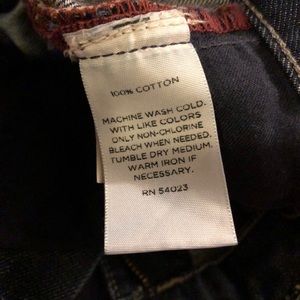 100% COTTON
MACHINE WASH COLD.
WITH LIKE COLORS
ONLY NON-CHLORINE
BLEACH WHEN NEEDED.
TUMBLE DRY MEDIUM,
WARM IRON IF
NECESSARY.
RN 54023